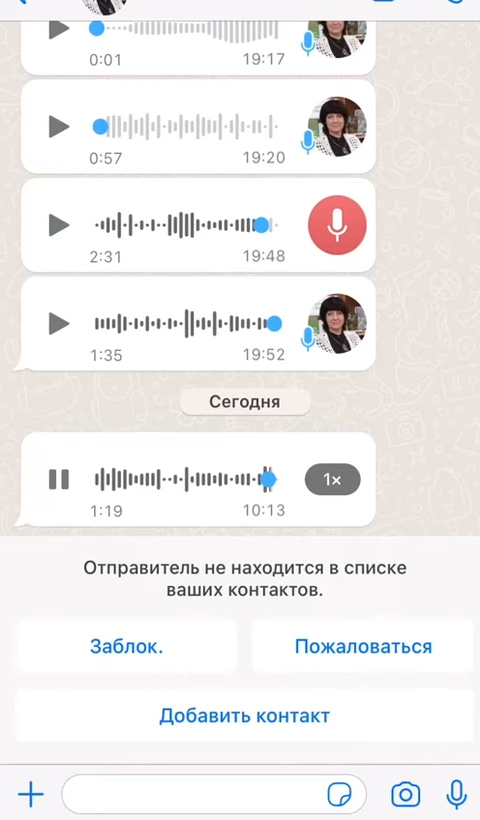 0:01 19:17
0:57 19:20
2:31 19:48
1:35 19:52
Сегодня
1×
1:19 10:13
Отправитель не находится в списке
ваших контактов.
Заблок. Пожаловаться
Добавить контакт